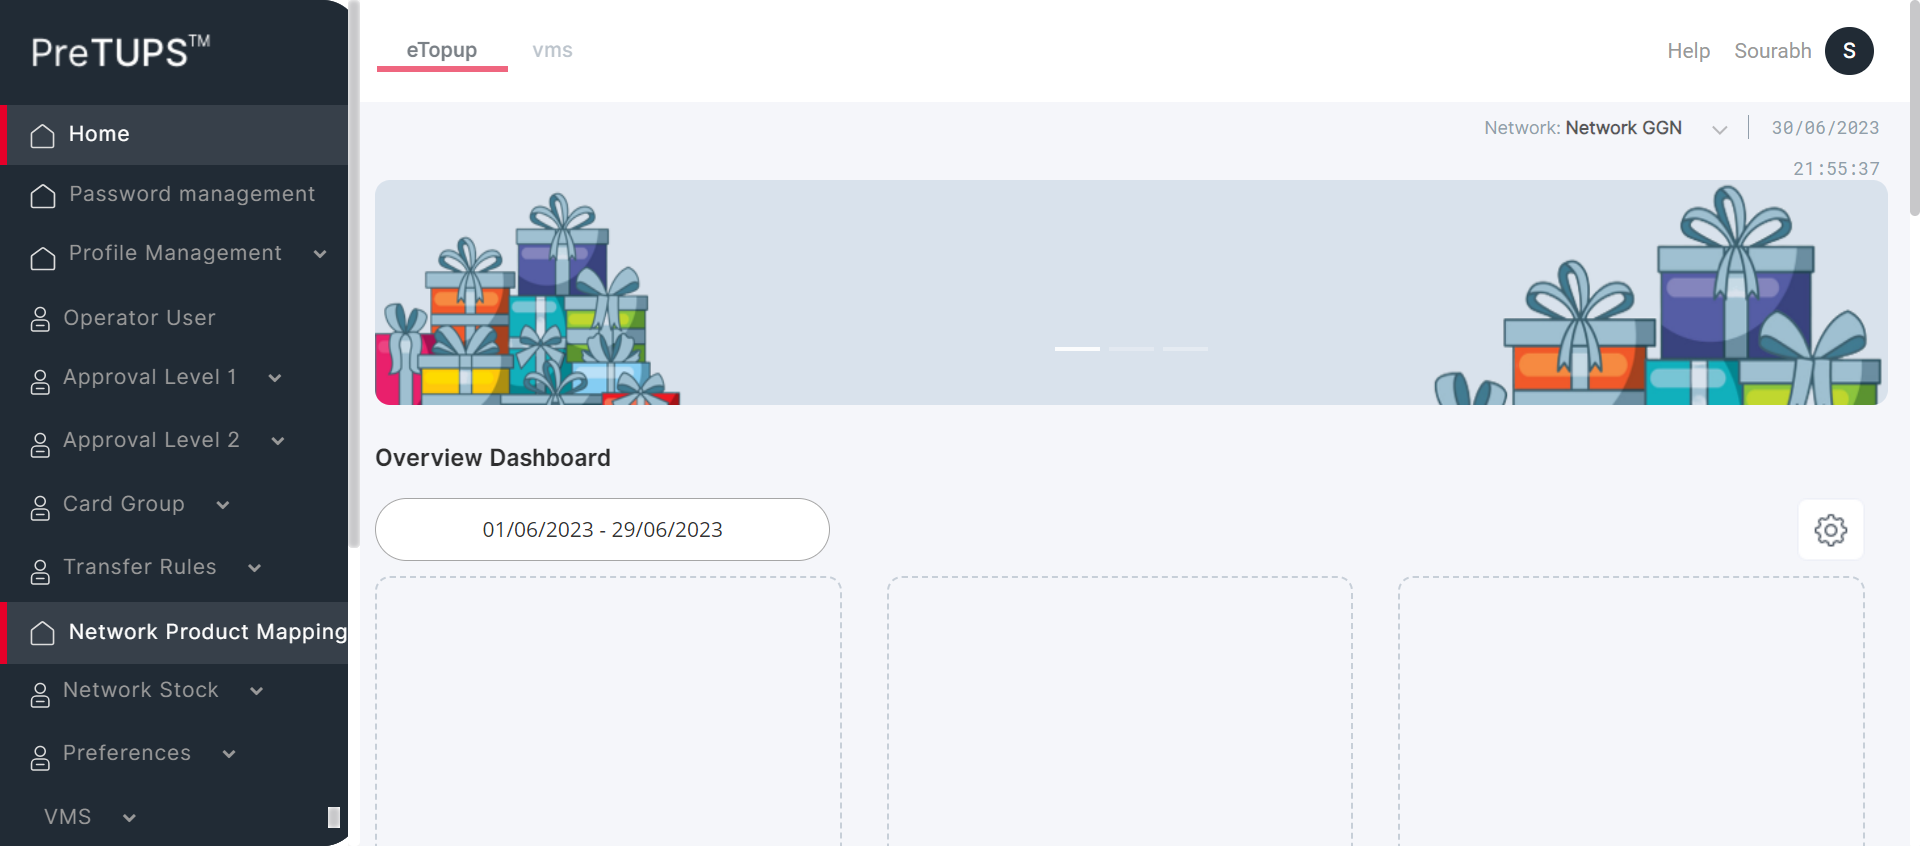 PreTUPS™
eTopup
vms
Help
Sourabh
S
Network: Network GGN
30/06/2023
21:55:37
Home
Password management
Profile Management
Operator User
Approval Level 1
Approval Level 2
Card Group
Transfer Rules
Network Product Mapping
Network Stock
Preferences
VMS
Overview Dashboard
01/06/2023 - 29/06/2023